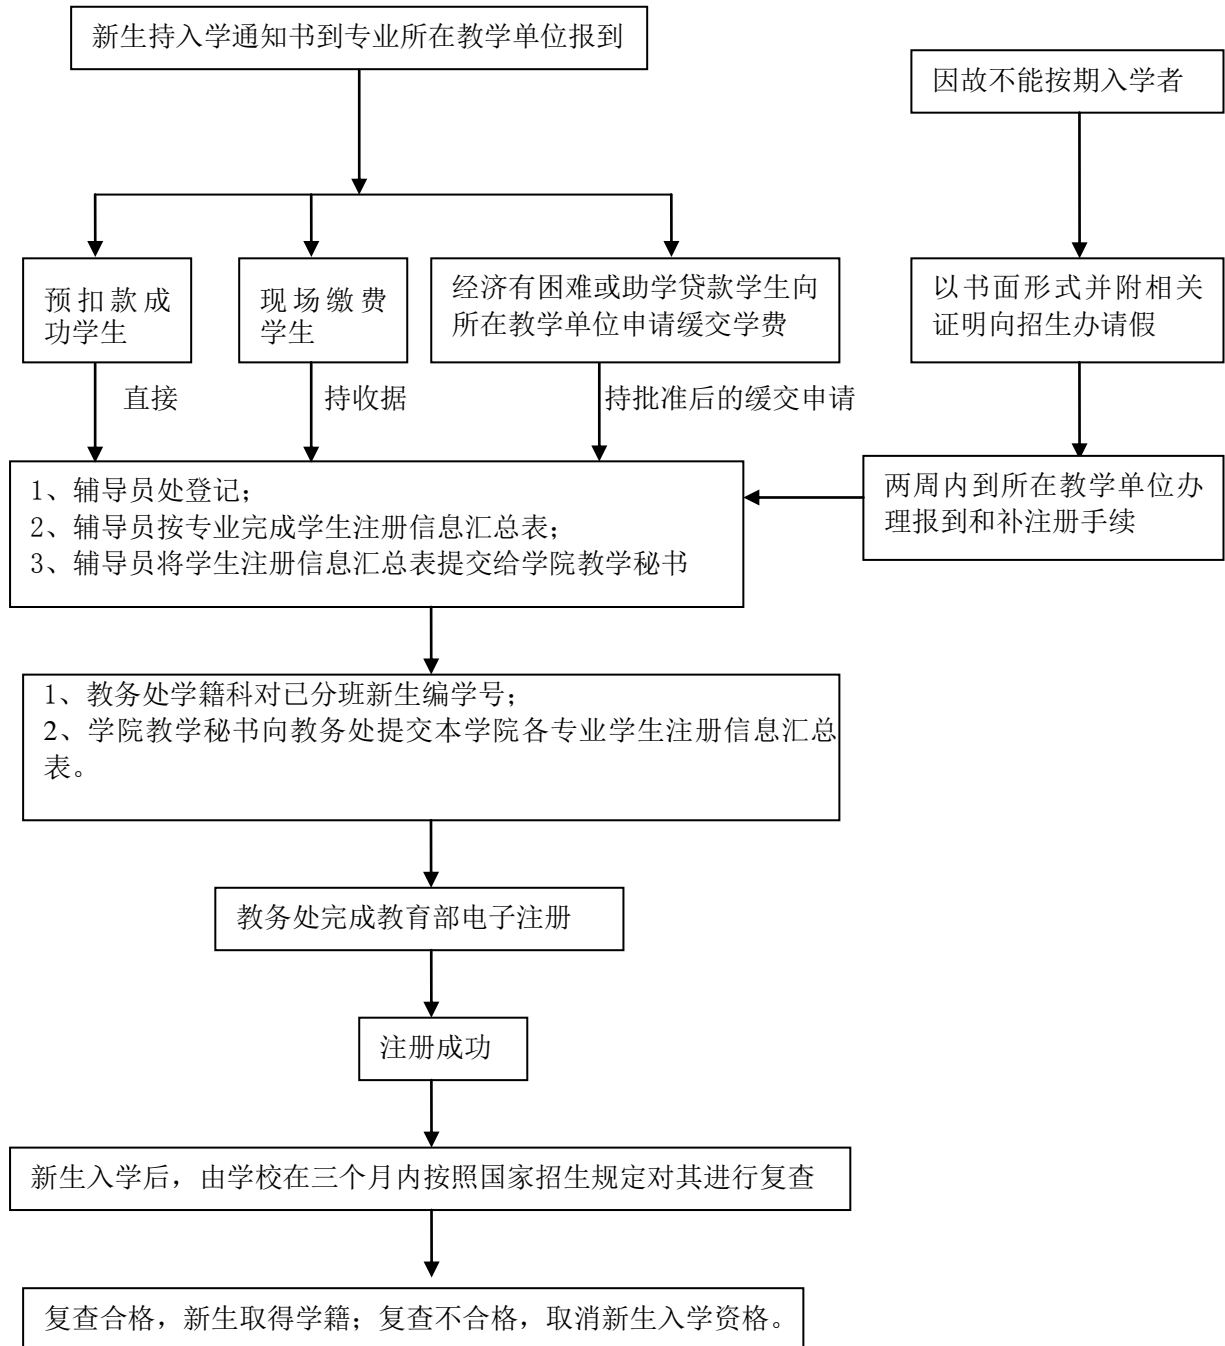 新生持入学通知书到专业所在教学单位报到
因故不能按期入学者
预扣款成
功学生
现场缴费
学生
经济有困难或助学贷款学生向
所在教学单位申请缓交学费
以书面形式并附相关
证明向招生办请假
直接
持收据
持批准后的缓交申请
1、辅导员处登记；
2、辅导员按专业完成学生注册信息汇总表；
3、辅导员将学生注册信息汇总表提交给学院教学秘书
两周内到所在教学单位办
理报到和补注册手续
1、教务处学籍科对已分班新生编学号；
2、学院教学秘书向教务处提交本学院各专业学生注册信息汇总
表。
教务处完成教育部电子注册
注册成功
新生入学后，由学校在三个月内按照国家招生规定对其进行复查
复查合格，新生取得学籍；复查不合格，取消新生入学资格。